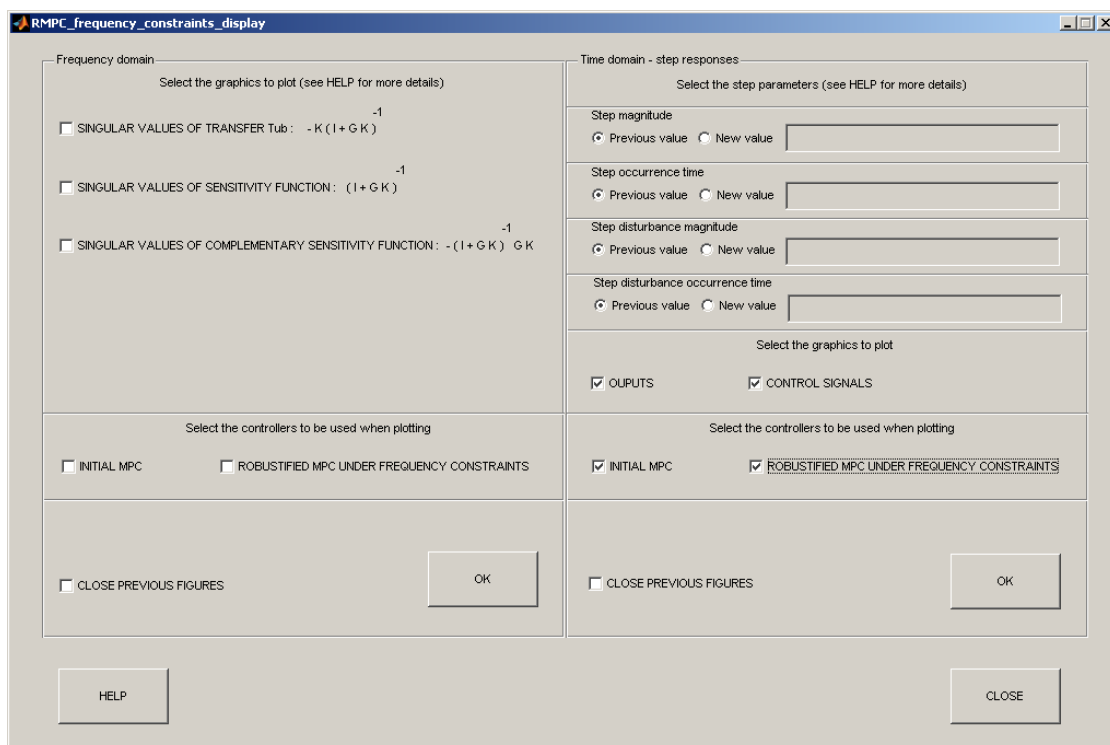 RMPC_frequency_constraints_display
Frequency domain
Select the graphics to plot (see HELP for more details)
-1
SINGULAR VALUES OF TRANSFER Tub : - K ( I + G K )
-1
SINGULAR VALUES OF SENSITIVITY FUNCTION : ( I + G K )
-1
SINGULAR VALUES OF COMPLEMENTARY SENSITIVITY FUNCTION : - ( I + G K ) G K
Select the controllers to be used when plotting
INITIAL MPC
ROBUSTIFIED MPC UNDER FREQUENCY CONSTRAINTS
CLOSE PREVIOUS FIGURES
OK
Time domain - step responses
Select the step parameters (see HELP for more details)
Step magnitude
Previous value New value
Step occurrence time
Previous value New value
Step disturbance magnitude
Previous value New value
Step disturbance occurrence time
Previous value New value
Select the graphics to plot
OUPUTS
CONTROL SIGNALS
Select the controllers to be used when plotting
INITIAL MPC
ROBUSTIFIED MPC UNDER FREQUENCY CONSTRAINTS
CLOSE PREVIOUS FIGURES
OK
HELP
CLOSE